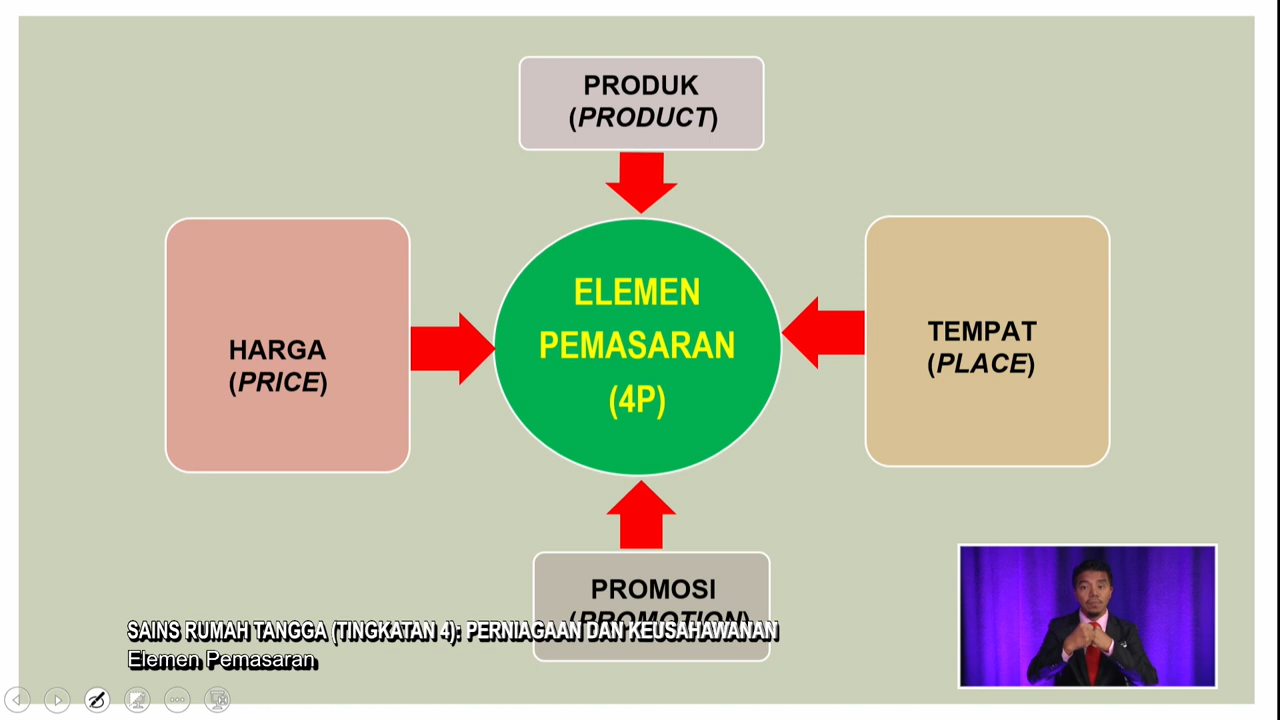 PRODUK
(PRODUCT)
HARGA
(PRICE)
ELEMEN
PEMASARAN
(4P)
TEMPAT
(PLACE)
PROMOSI
(PROMOTION)
SAINS RUMAH TANGGA (TINGKATAN 4): PERNIAGAAN DAN KEUSAHAWANAN
Elemen Pemasaran